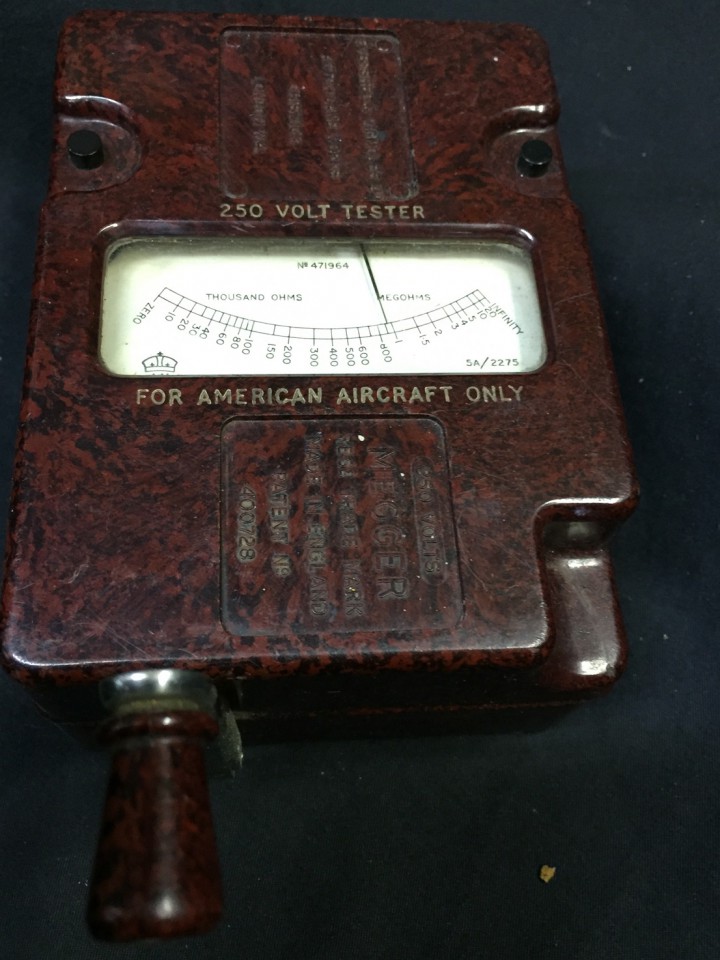 250 VOLT TESTER
Nº 471964
THOUSAND OHMS MEGOHMS
ZERO 10 20 30 40 60 80 100 150 200 300 400 500 600 800 1 1.5 2 3 4 5 10 20 INFINITY
5A/2275
FOR AMERICAN AIRCRAFT ONLY
250 VOLTS
MEGGER
REGD TRADE MARK
MADE IN ENGLAND
PATENT Nº
400728